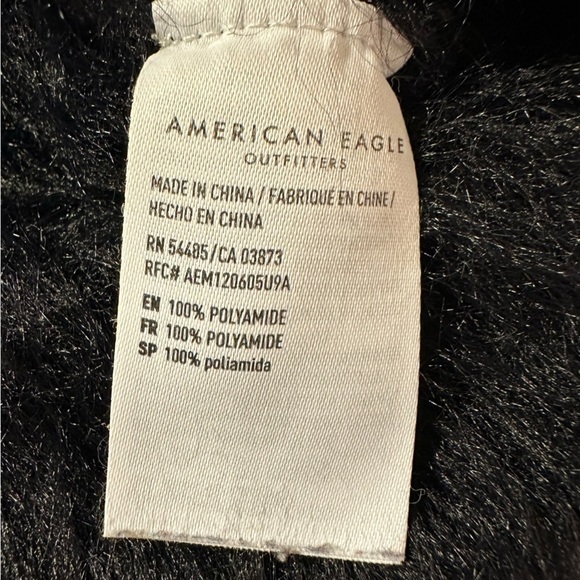 AMERICAN EAGLE
OUTFITTERS
MADE IN CHINA / FABRIQUÉ EN CHINE /
HECHO EN CHINA
RN 54485/CA 03873
RFC# AEM120605U9A
EN 100% POLYAMIDE
FR 100% POLYAMIDE
SP 100% poliamida